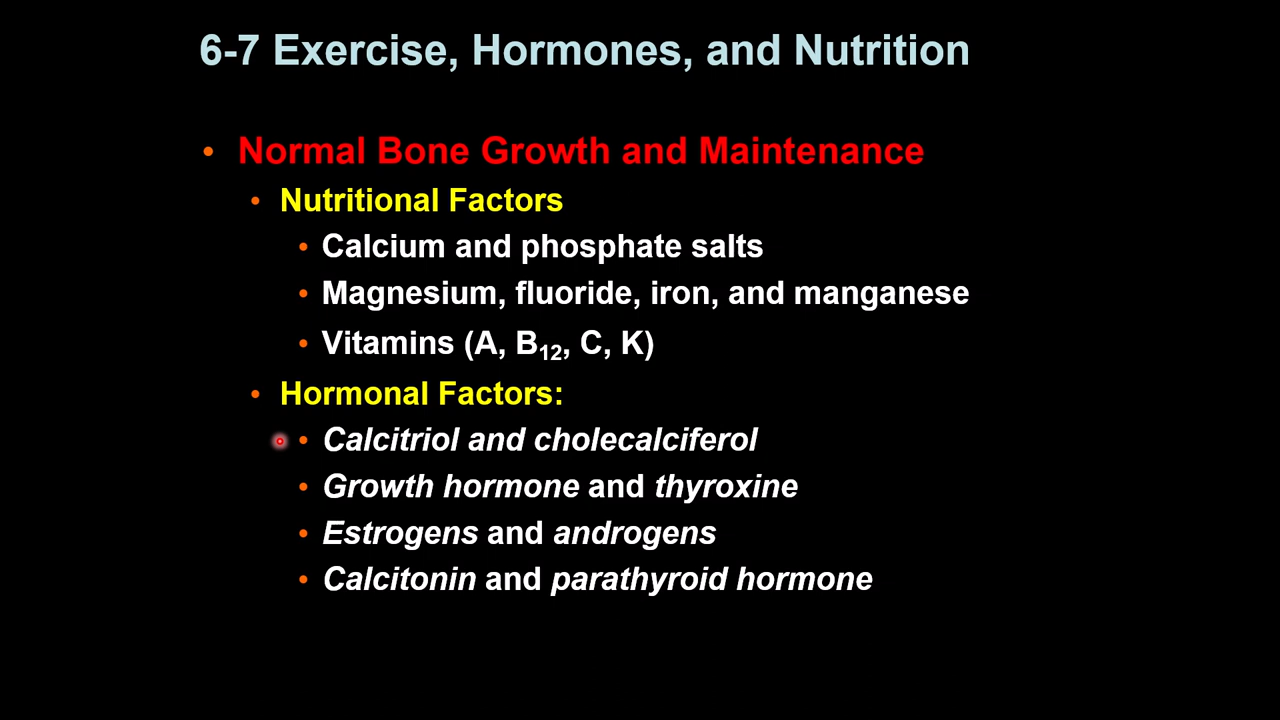 6-7 Exercise, Hormones, and Nutrition
• Normal Bone Growth and Maintenance
• Nutritional Factors
• Calcium and phosphate salts
• Magnesium, fluoride, iron, and manganese
• Vitamins (A, B₁₂, C, K)
• Hormonal Factors:
• Calcitriol and cholecalciferol
• Growth hormone and thyroxine
• Estrogens and androgens
• Calcitonin and parathyroid hormone